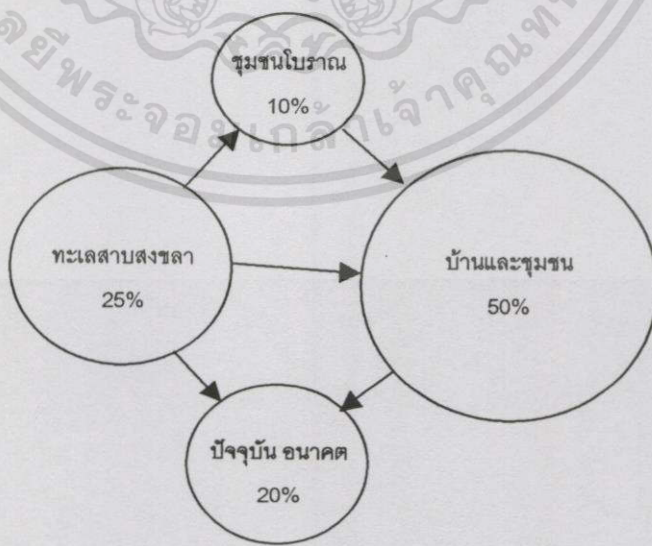 ชุมชนโบราณ
10%
ทะเลสาบสงขลา
25%
บ้านและชุมชน
50%
ปัจจุบัน อนาคต
20%